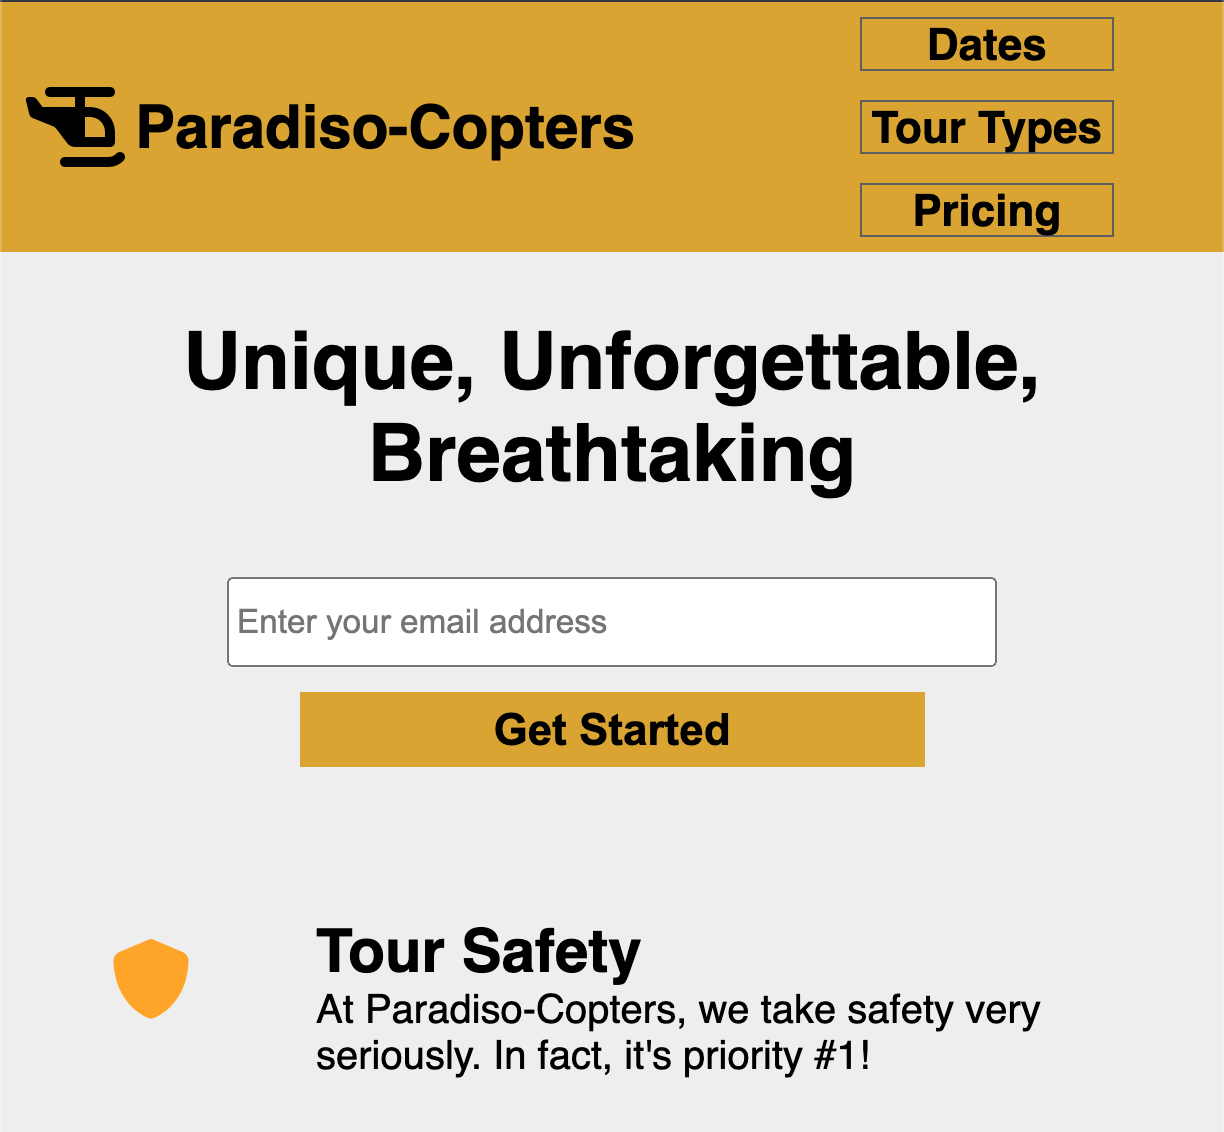 Paradiso-Copters
Dates
Tour Types
Pricing
Unique, Unforgettable,
Breathtaking
Enter your email address
Get Started
Tour Safety
At Paradiso-Copters, we take safety very
seriously. In fact, it's priority #1!